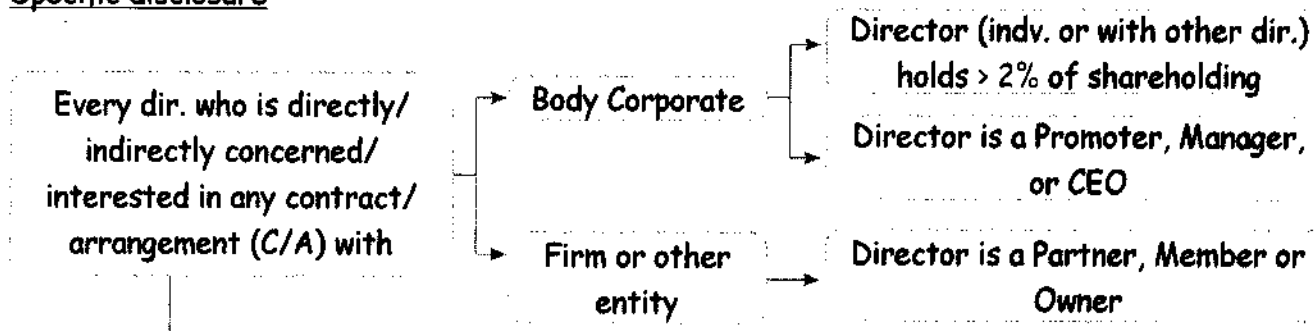 Specific disclosure
Every dir. who is directly/
indirectly concerned/
interested in any contract/
arrangement (C/A) with
Body Corporate
Director (indv. or with other dir.)
holds > 2% of shareholding
Director is a Promoter, Manager,
or CEO
Firm or other
entity
Director is a Partner, Member or
Owner